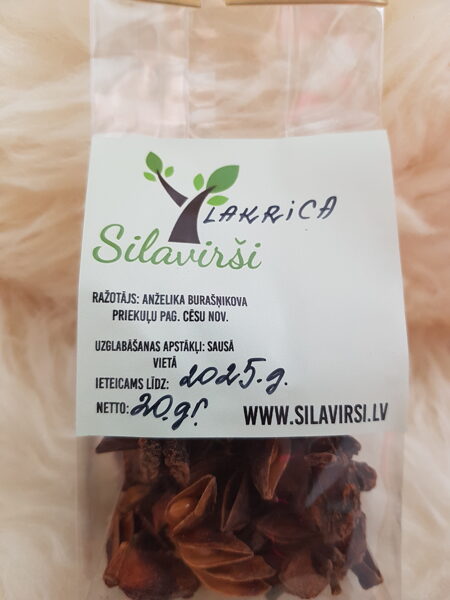 LAKRICA
Silavirši
RAŽOTĀJS: ANŽELIKA BURAŠŅIKOVA
PRIEKUĻU PAG. CĒSU NOV.
UZGLABĀŠANAS APSTĀKĻI: SAUSĀ
VIETĀ
IETEICAMS LĪDZ: 2025.g.
NETTO: 20.gr.
WWW.SILAVIRSI.LV